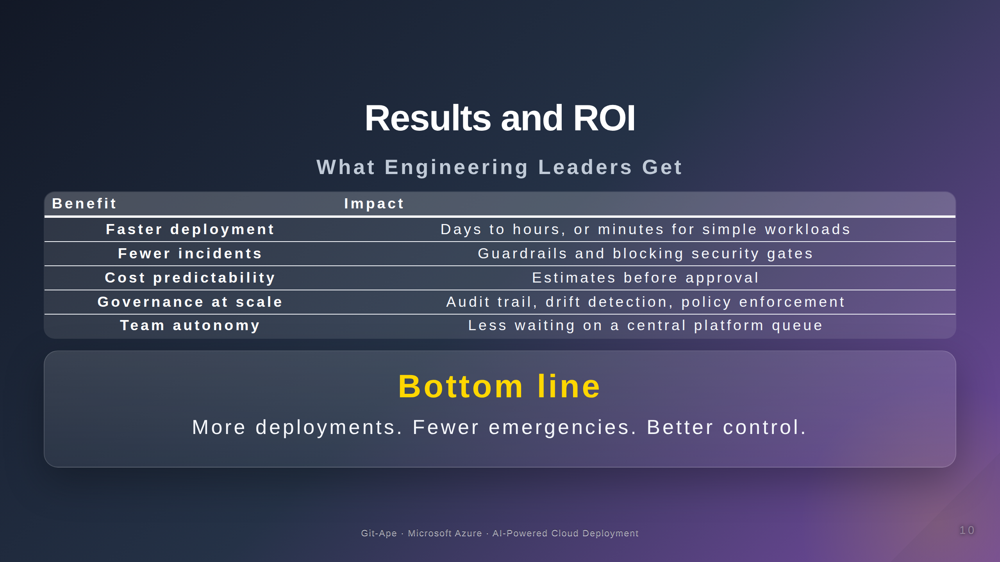 Results and ROI
What Engineering Leaders Get
Benefit Impact
Faster deployment Days to hours, or minutes for simple workloads
Fewer incidents Guardrails and blocking security gates
Cost predictability Estimates before approval
Governance at scale Audit trail, drift detection, policy enforcement
Team autonomy Less waiting on a central platform queue
Bottom line
More deployments. Fewer emergencies. Better control.
Git-Ape · Microsoft Azure · AI-Powered Cloud Deployment
10